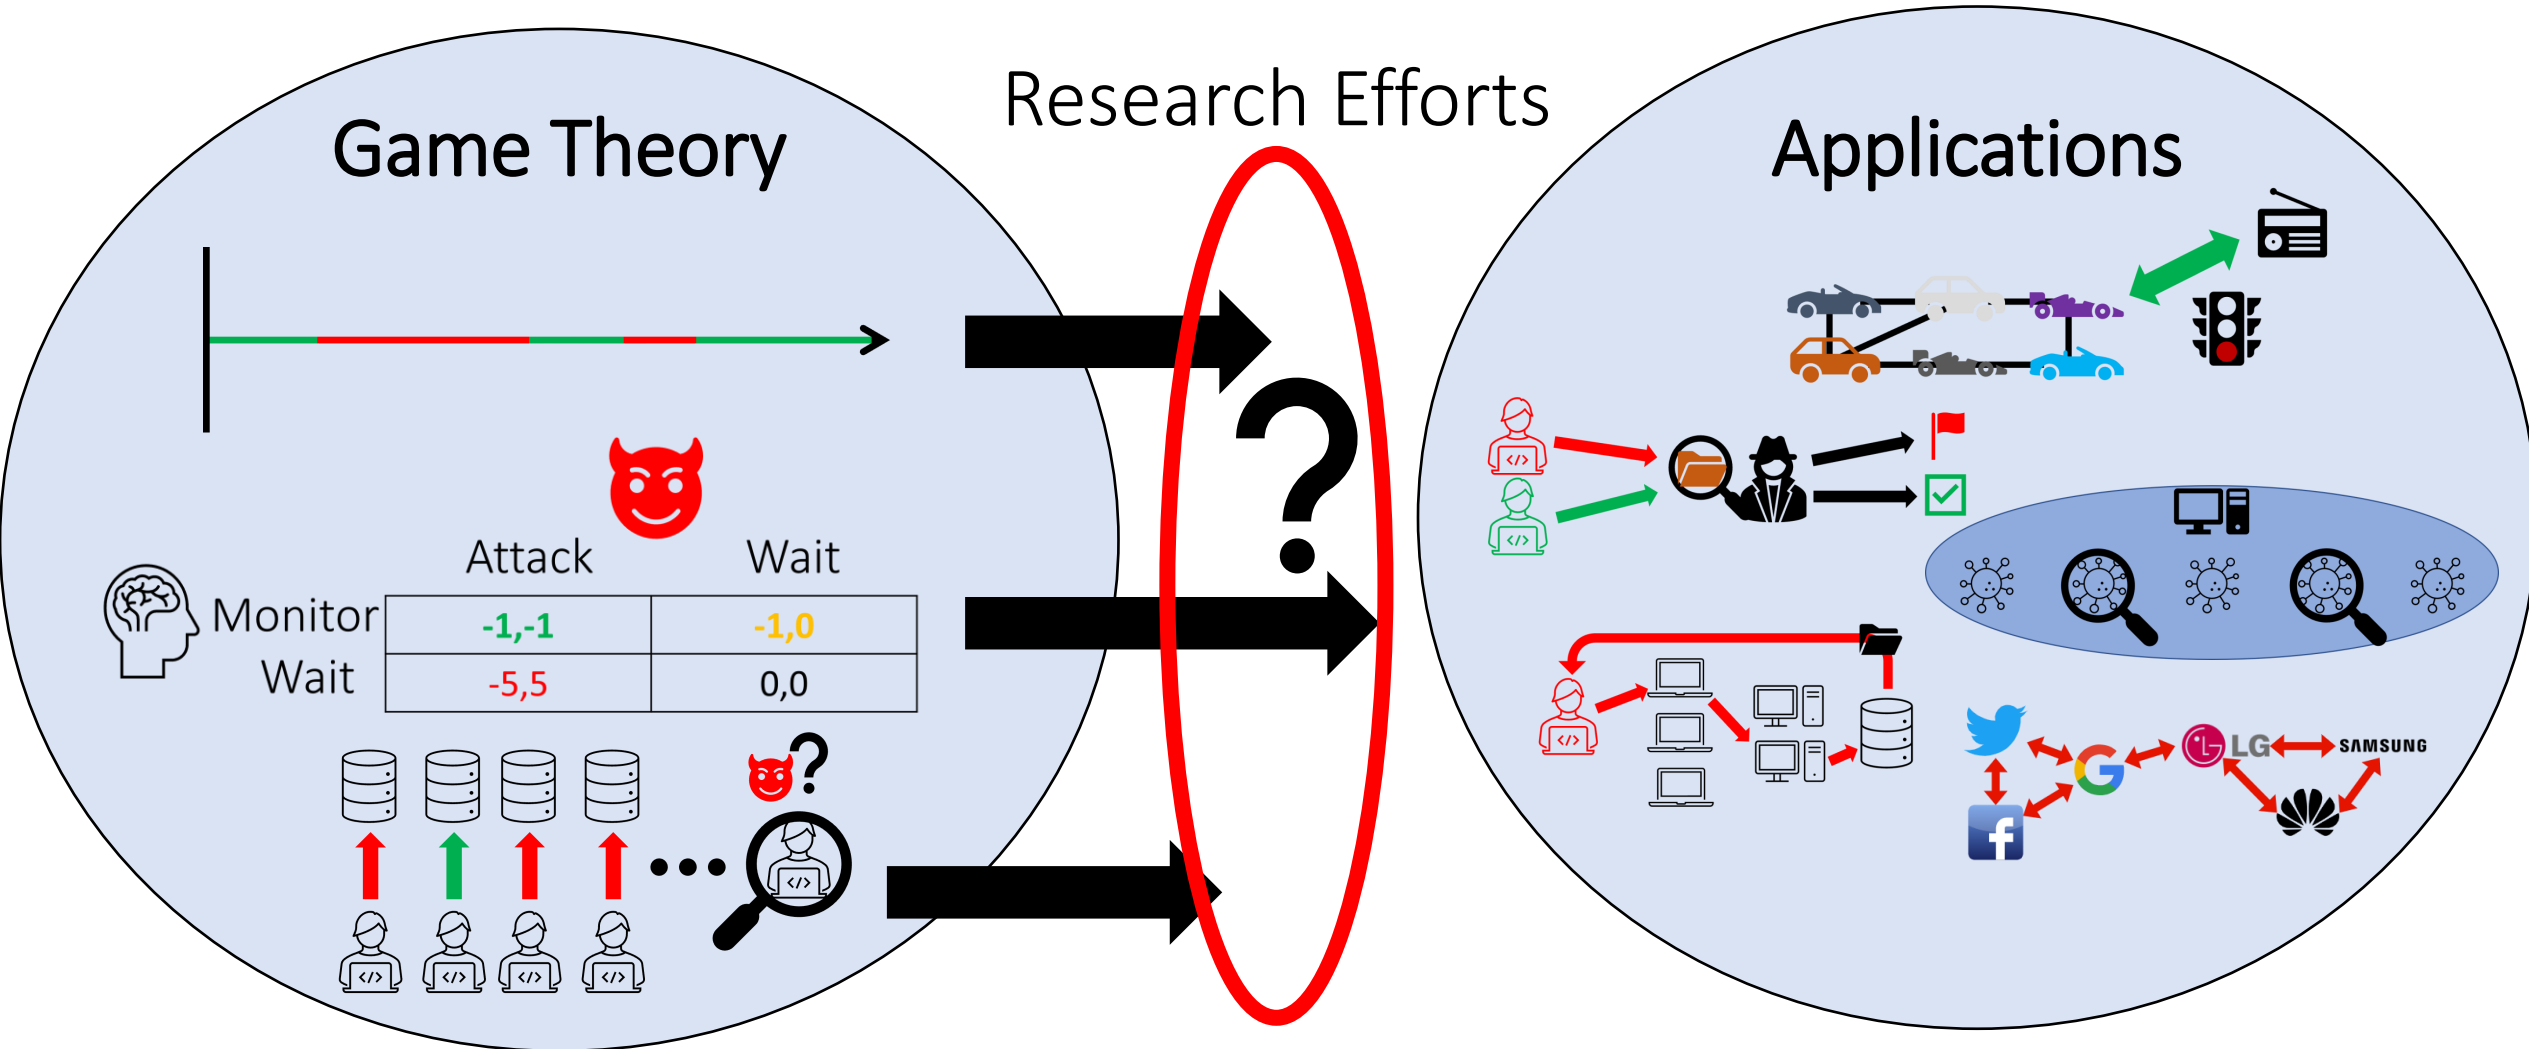 Research Efforts
Game Theory
Applications
Attack Wait
Monitor -1,-1 -1,0
Wait -5,5 0,0
?
?
</>
</>
</>
</>
</>
</>
</>
</>
G
LG SAMSUNG
f